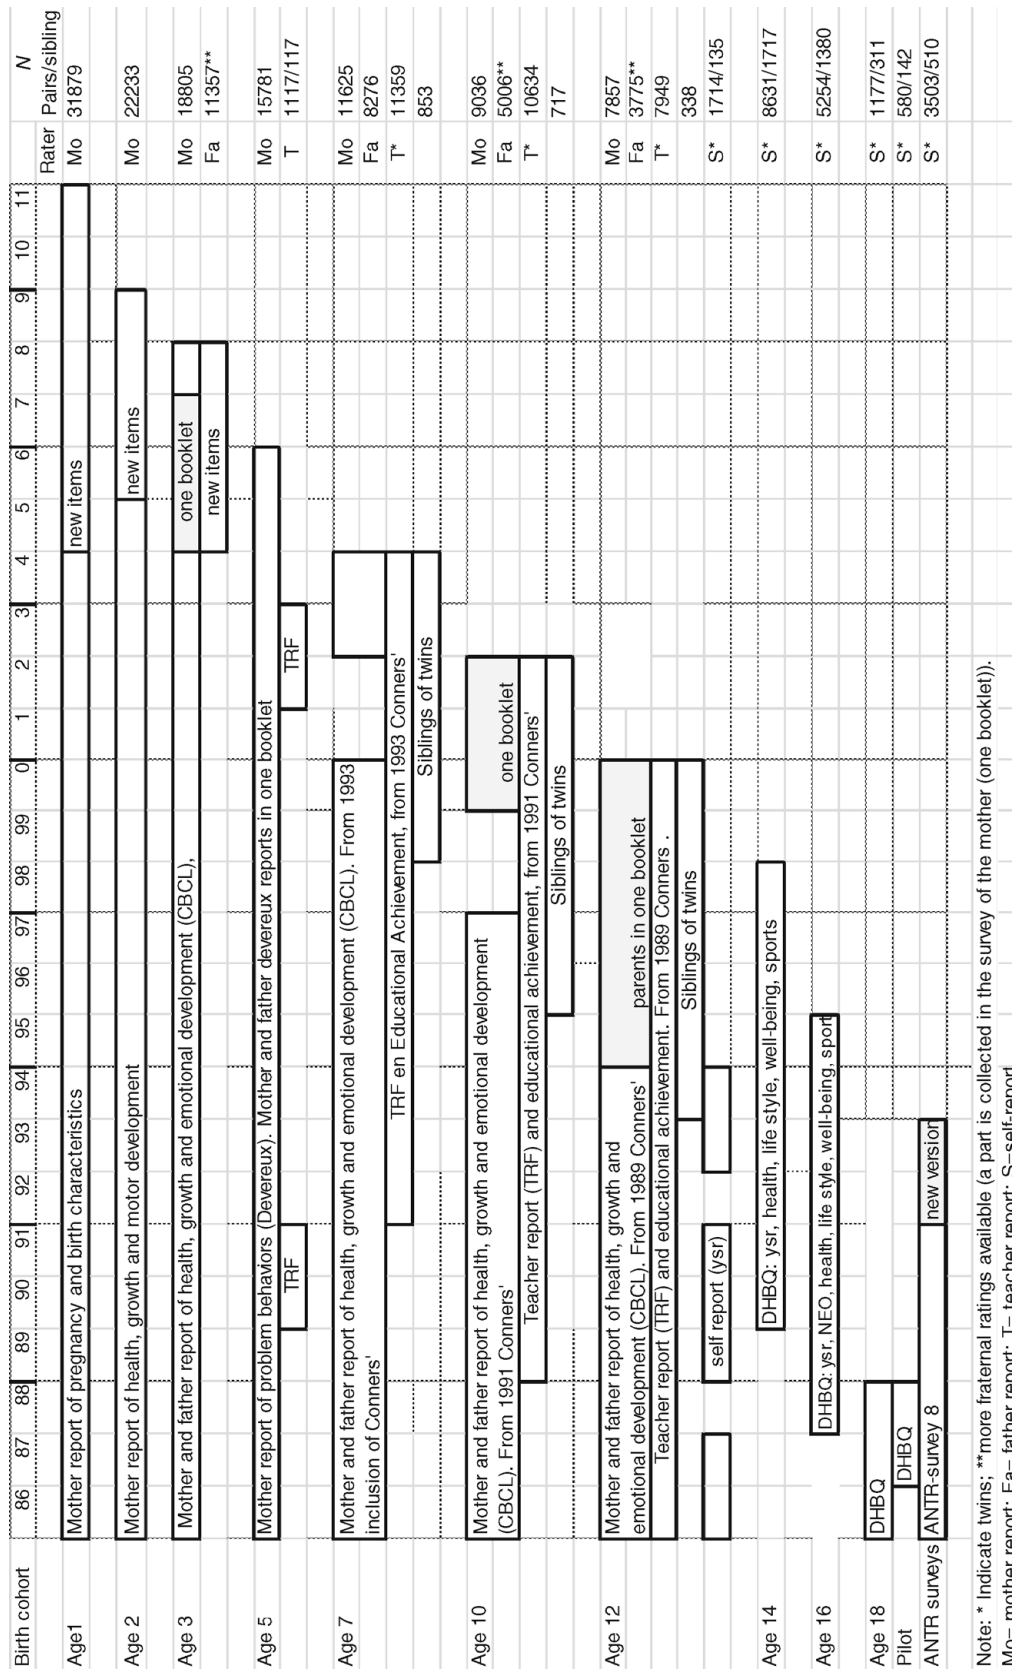 Birth cohort 86 87 88 89 90 91 92 93 94 95 96 97 98 99 0 1 2 3 4 5 6 7 8 9 10 11 Rater N
Pairs/sibling
Age1 Mother report of pregnancy and birth characteristics new items Mo 31879
Age 2 Mother report of health, growth and motor development new items Mo 22233
Age 3 Mother and father report of health, growth and emotional development (CBCL), one booklet Mo 18805
new items Fa 11357**
Age 5 Mother report of problem behaviors (Devereux). Mother and father devereux reports in one booklet Mo 15781
TRF TRF T 1117/117
Age 7 Mother and father report of health, growth and emotional development (CBCL). From 1993 Mo 11625
inclusion of Conners' Fa 8276
TRF en Educational Achievement, from 1993 Conners' T* 11359
Siblings of twins 853
Age 10 Mother and father report of health, growth and emotional development Mo 9036
(CBCL). From 1991 Conners' one booklet Fa 5006**
Teacher report (TRF) and educational achievement, from 1991 Conners' T* 10634
Siblings of twins 717
Age 12 Mother and father report of health, growth and Mo 7857
emotional development (CBCL). From 1989 Conners' parents in one booklet Fa 3775**
Teacher report (TRF) and educational achievement. From 1989 Conners . T* 7949
Siblings of twins 338
self report (ysr) S* 1714/135
Age 14 DHBQ: ysr, health, life style, well-being, sports S* 8631/1717
Age 16 DHBQ: ysr, NEO, health, life style, well-being, sport S* 5254/1380
Age 18 DHBQ S* 1177/311
Pilot DHBQ S* 580/142
ANTR surveys ANTR-survey 8 new version S* 3503/510
Note: * Indicate twins; **more fraternal ratings available (a part is collected in the survey of the mother (one booklet)).
Mo= mother report; Fa= father report; T= teacher report; S=self-report